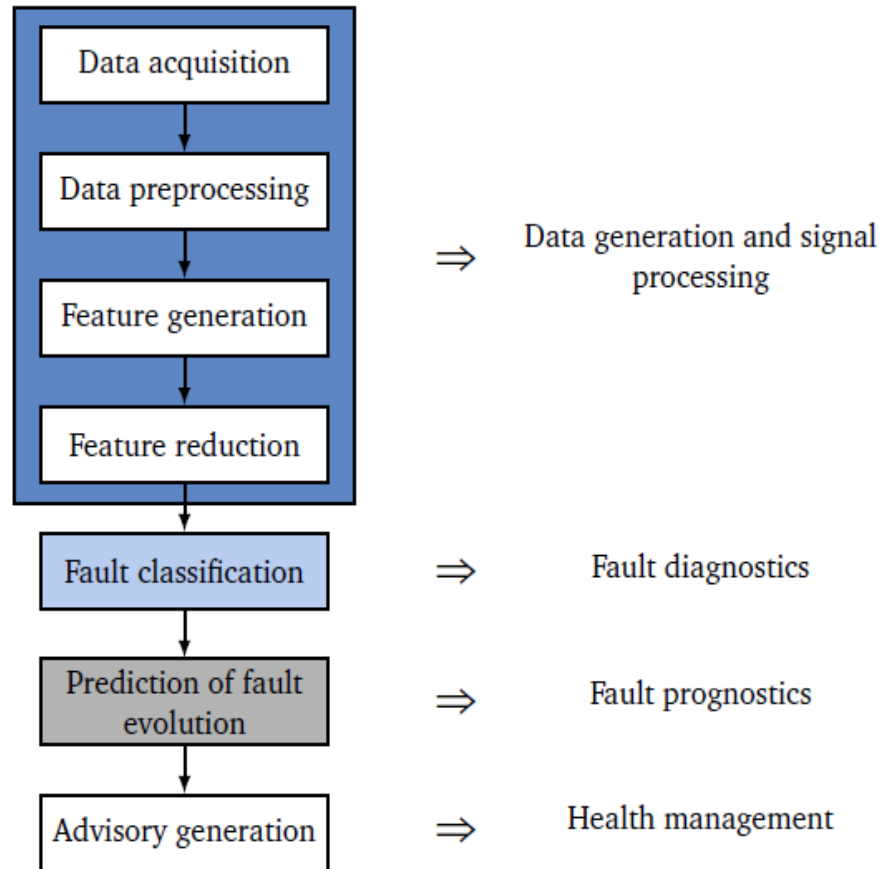 Data acquisition
Data preprocessing
Feature generation
Feature reduction
⇒ Data generation and signal
processing
Fault classification ⇒ Fault diagnostics
Prediction of fault
evolution
⇒ Fault prognostics
Advisory generation ⇒ Health management